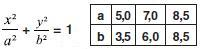 x²/a² + y²/b² = 1
a 5,0 7,0 8,5
b 3,5 6,0 8,5